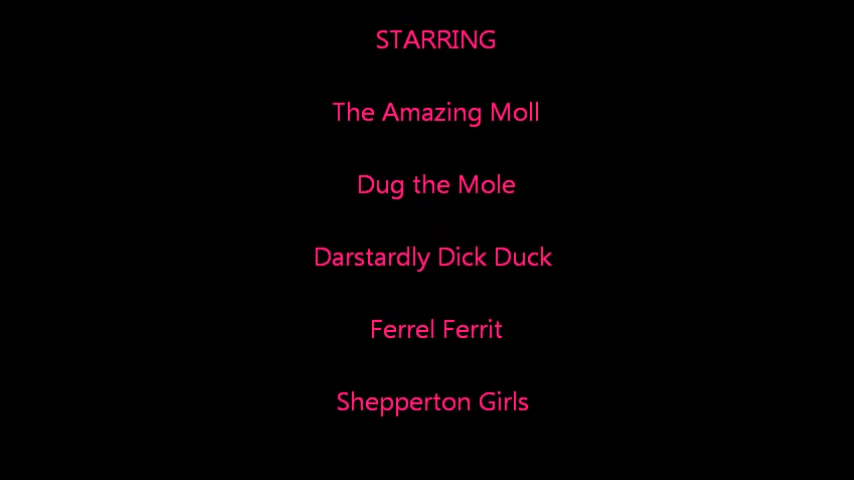 STARRING
The Amazing Moll
Dug the Mole
Darstardly Dick Duck
Ferrel Ferrit
Shepperton Girls